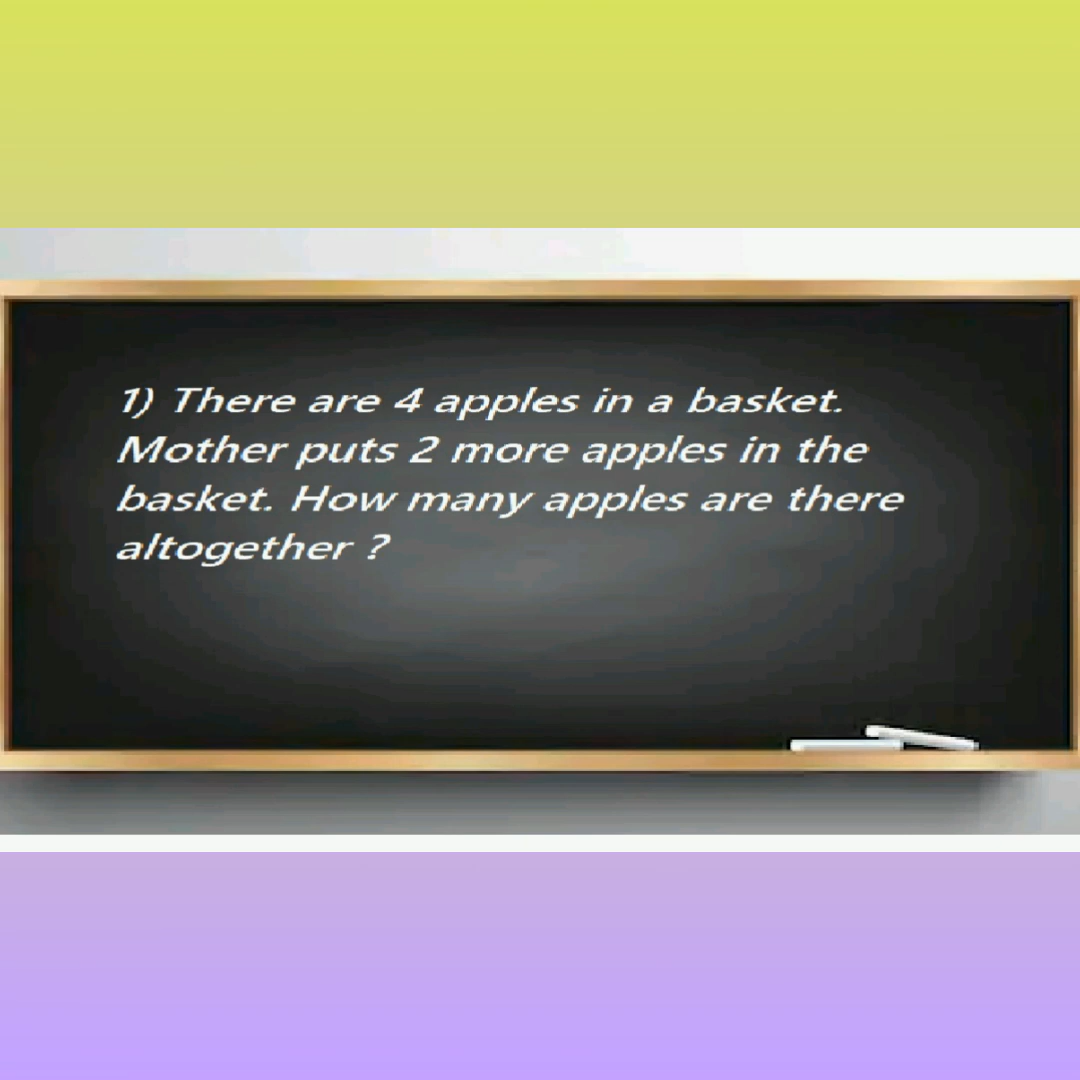 1) There are 4 apples in a basket.
Mother puts 2 more apples in the
basket. How many apples are there
altogether ?